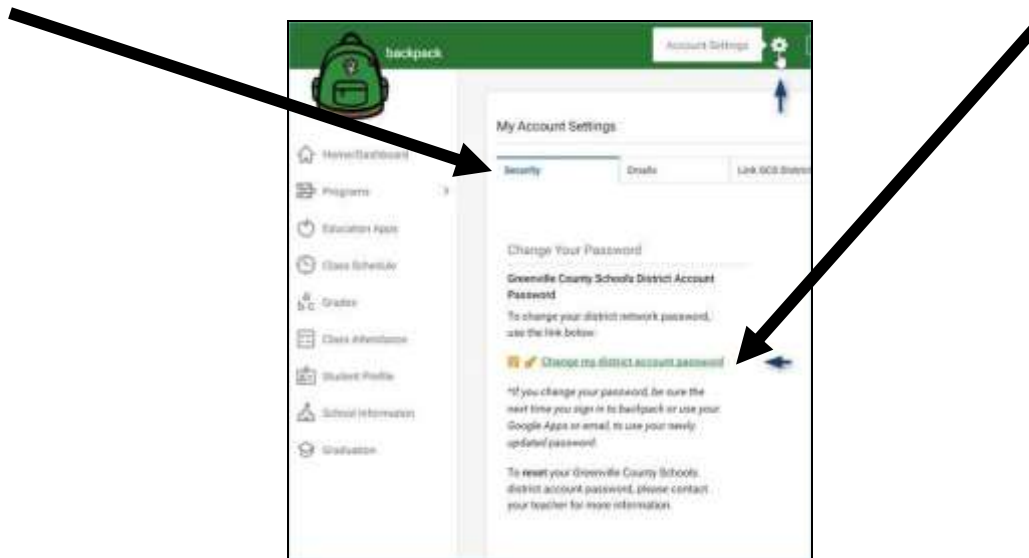 backpack
Account Settings
My Account Settings
Home/Dashboard
Programs
Education Apps
Class Schedule
Grades
Class Attendance
Student Profile
School Information
Graduation
Security
Emails
Link GCS District
Change Your Password
Greenville County Schools District Account
Password
To change your district network password,
use the link below:
Change my district account password
*If you change your password, be sure the
next time you sign in to backpack or use your
Google Apps or email, to use your newly
updated password.
To reset your Greenville County Schools
district account password, please contact
your teacher for more information.